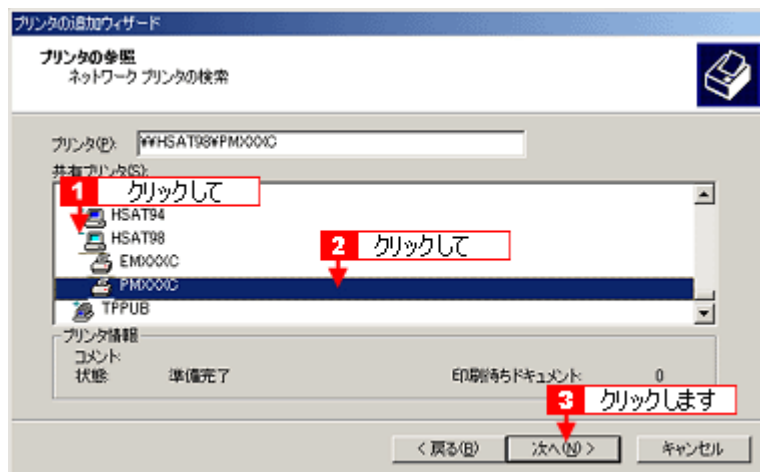 プリンタの追加ウィザード
プリンタの参照
ネットワーク プリンタの検索
プリンタ(P):
¥¥HSAT98¥PMXXXC
共有プリンタ(S):
1 クリックして
HSAT94
HSAT98
2 クリックして
EMXXXC
PMXXXC
TPPUB
プリンタ情報
コメント:
状態: 準備完了 印刷待ちドキュメント: 0
3 クリックします
< 戻る(B) 次へ(N) > キャンセル